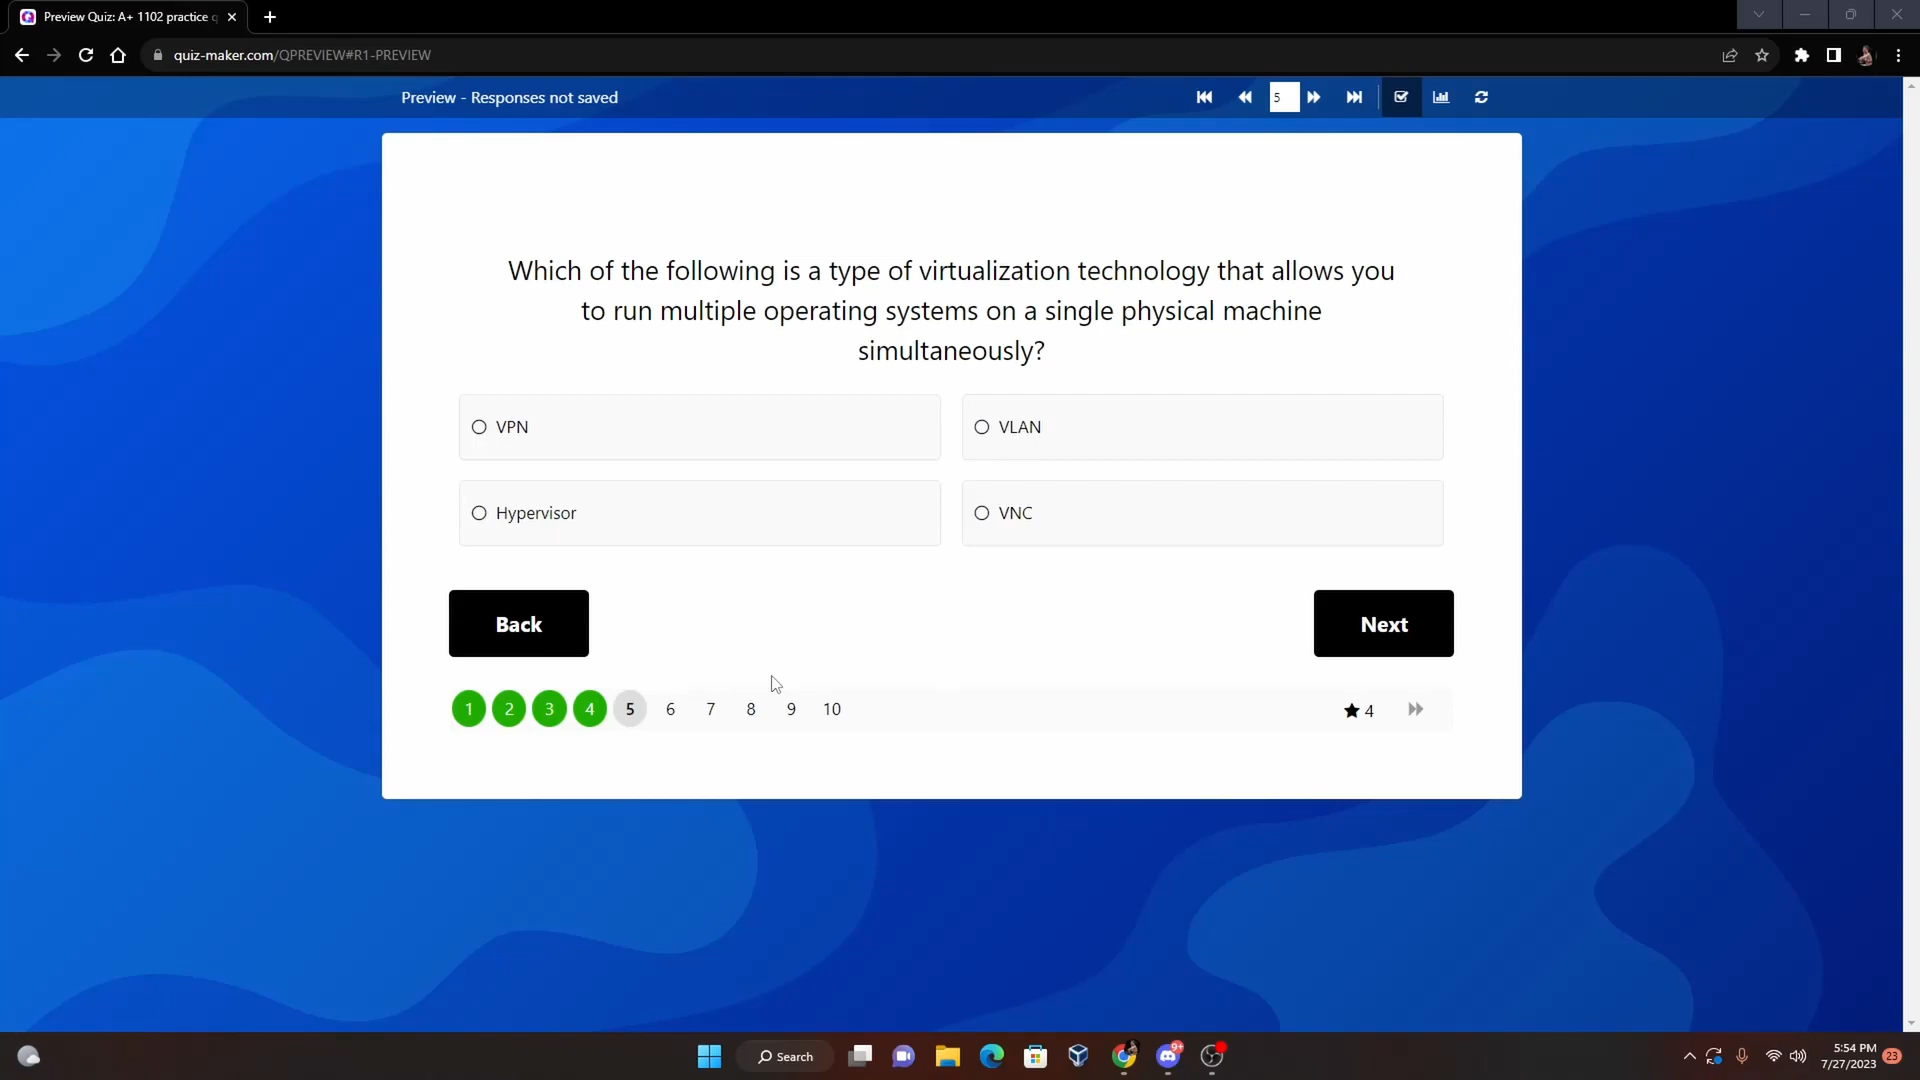 Preview Quiz: A+ 1102 practice q
quiz-maker.com/QPREVIEW#R1-PREVIEW
Preview - Responses not saved
5
Which of the following is a type of virtualization technology that allows you
to run multiple operating systems on a single physical machine
simultaneously?
VPN
VLAN
Hypervisor
VNC
Back
Next
1 2 3 4 5 6 7 8 9 10
4
Search
9+
5:54 PM
7/27/2023
23